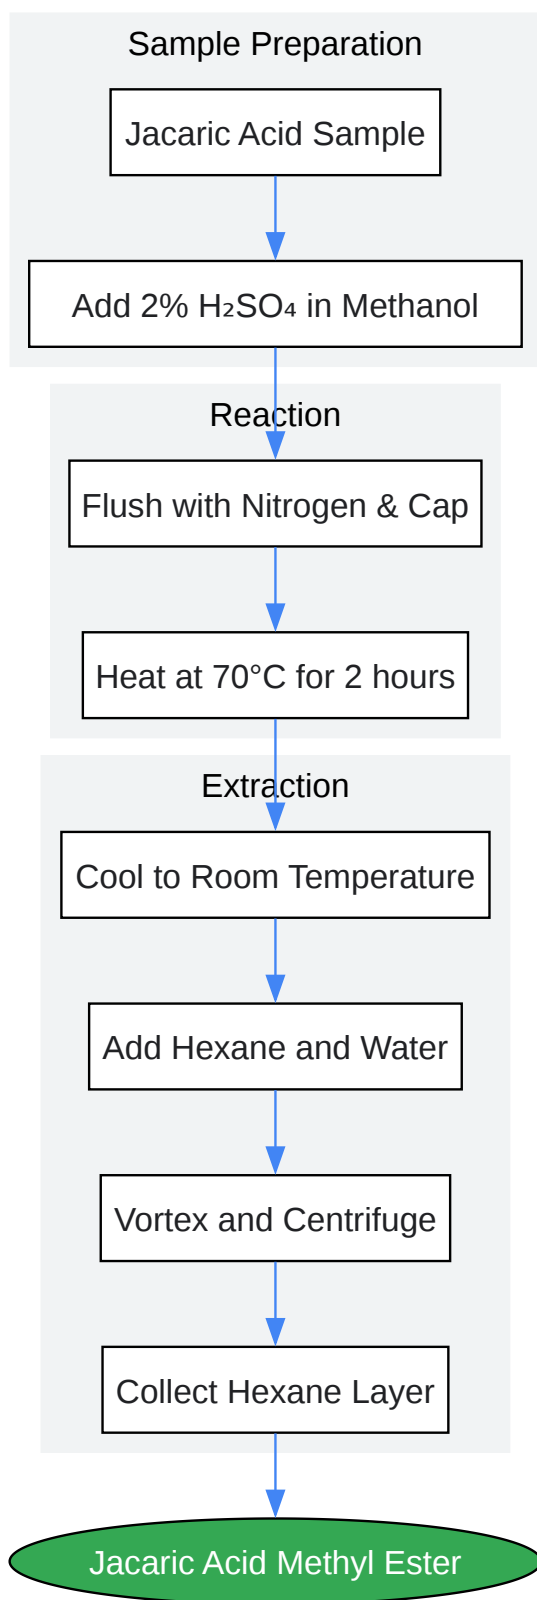 Sample Preparation
Jacaric Acid Sample
Add 2% H₂SO₄ in Methanol
Reaction
Flush with Nitrogen & Cap
Heat at 70°C for 2 hours
Extraction
Cool to Room Temperature
Add Hexane and Water
Vortex and Centrifuge
Collect Hexane Layer
Jacaric Acid Methyl Ester